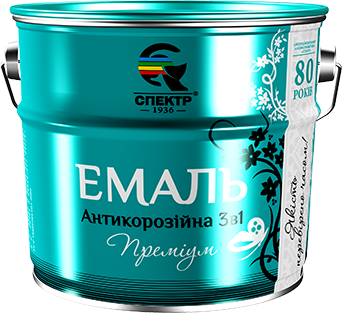 СПЕКТР®
1936
ЕМАЛЬ
Антикорозійна 3в1
Преміум
80
РОКІВ
Якість
перевірена часом!